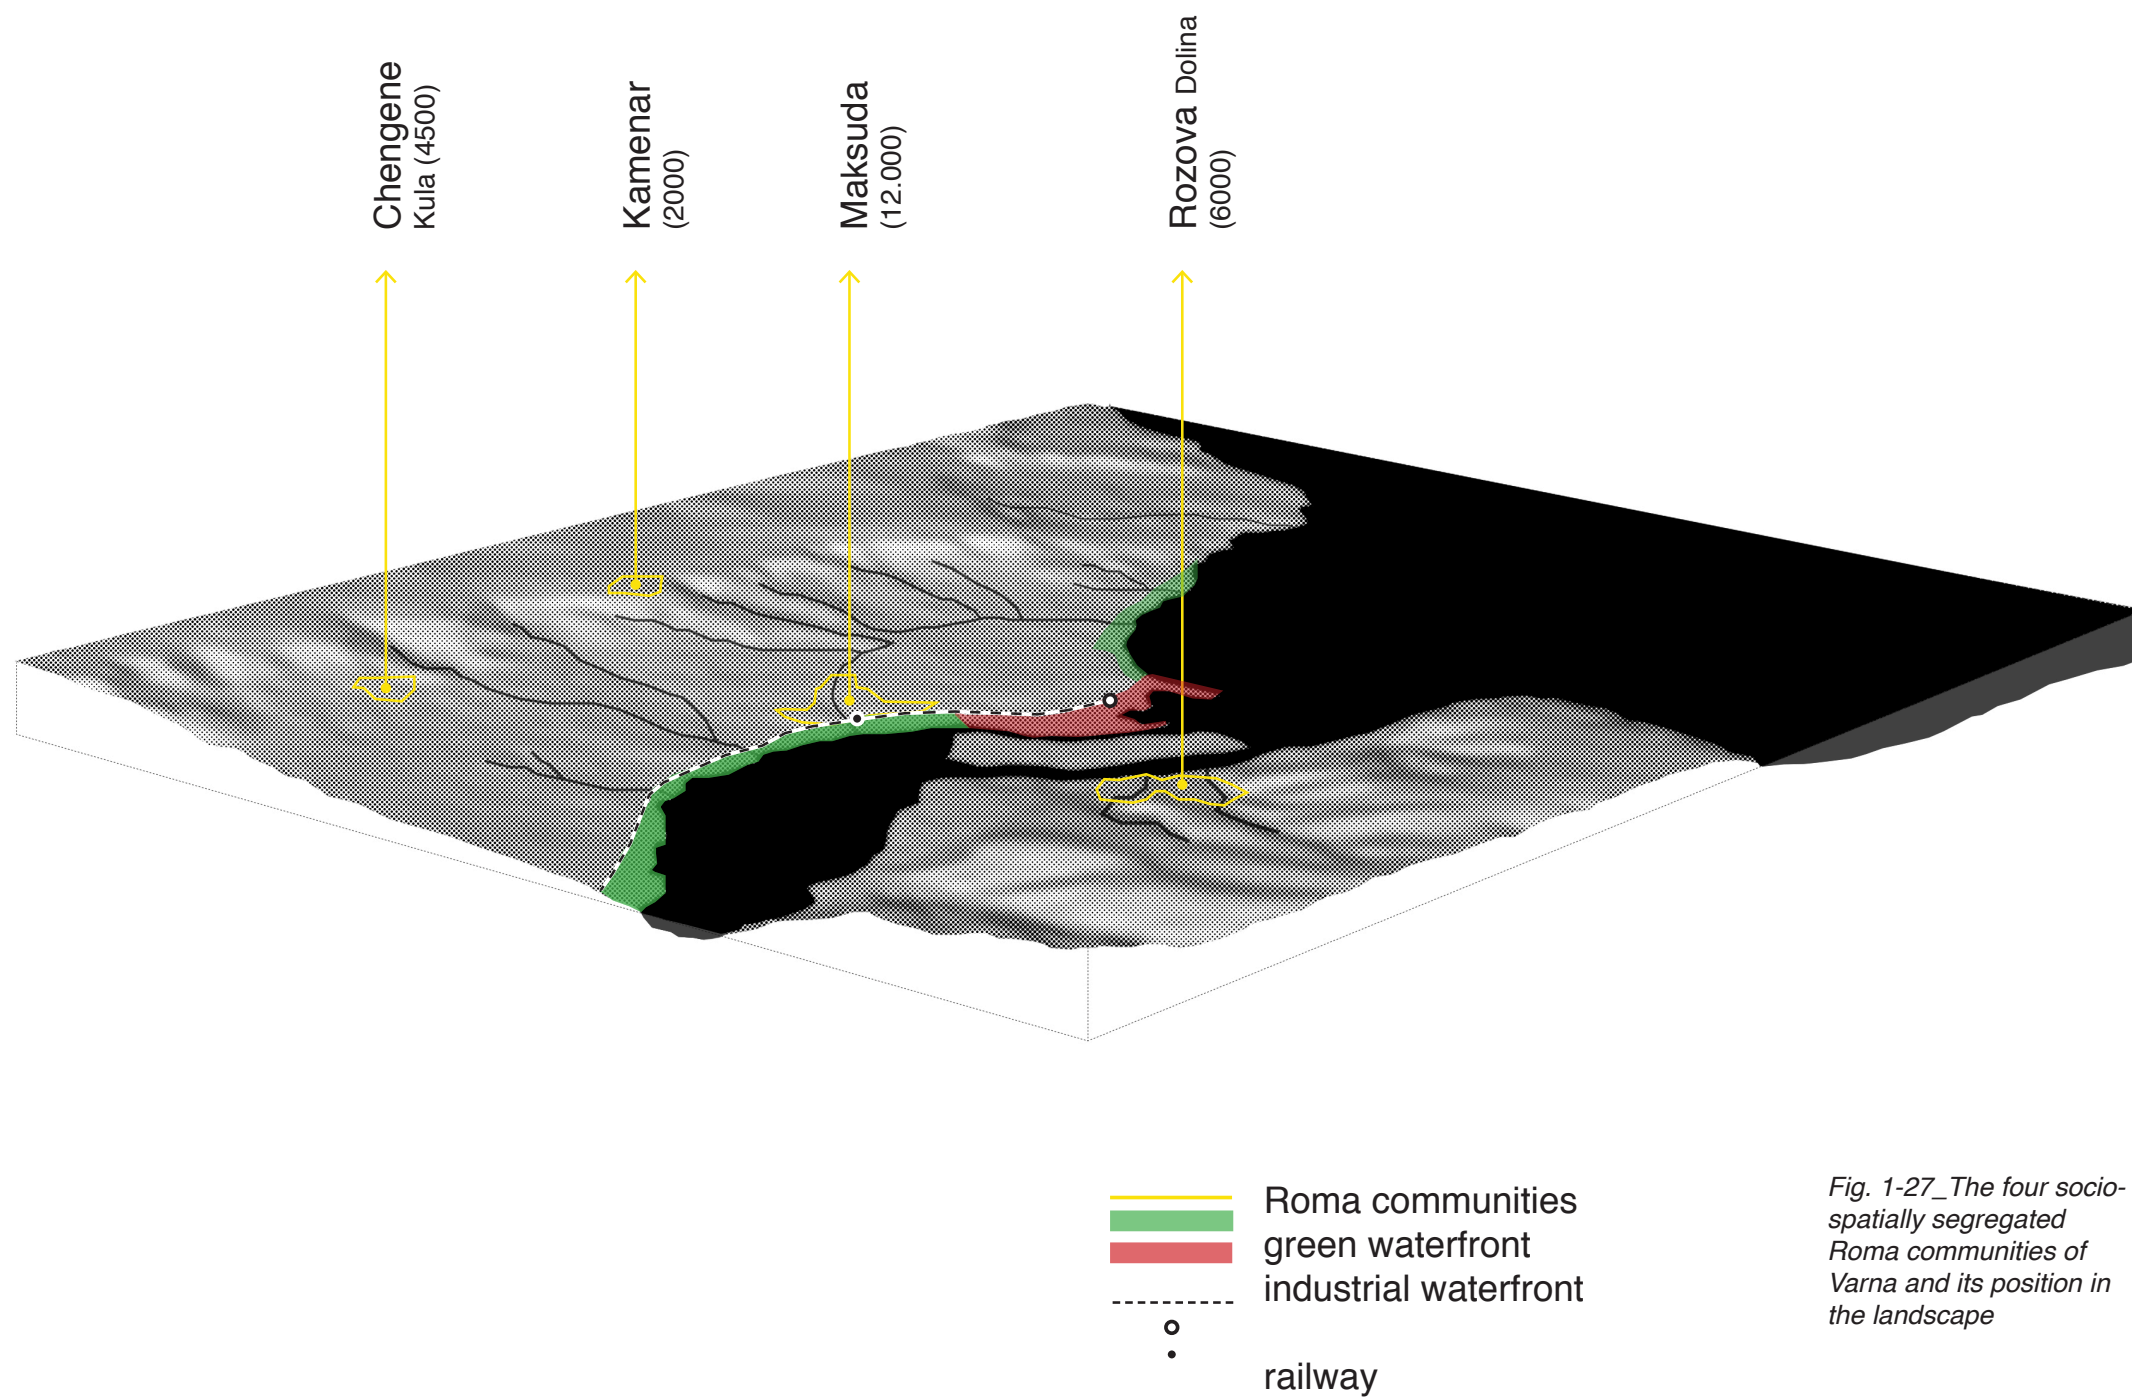 Chengene
Kula (4500)
Kamenar
(2000)
Maksuda
(12.000)
Rozova Dolina
(6000)
Roma communities
green waterfront
industrial waterfront
railway
Fig. 1-27_The four socio-
spatially segregated
Roma communities of
Varna and its position in
the landscape